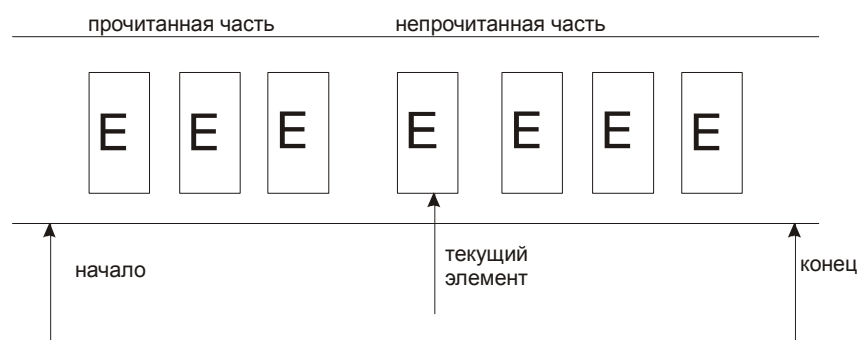 прочитанная часть непрочитанная часть
Е Е Е Е Е Е Е
начало
текущий
элемент
конец